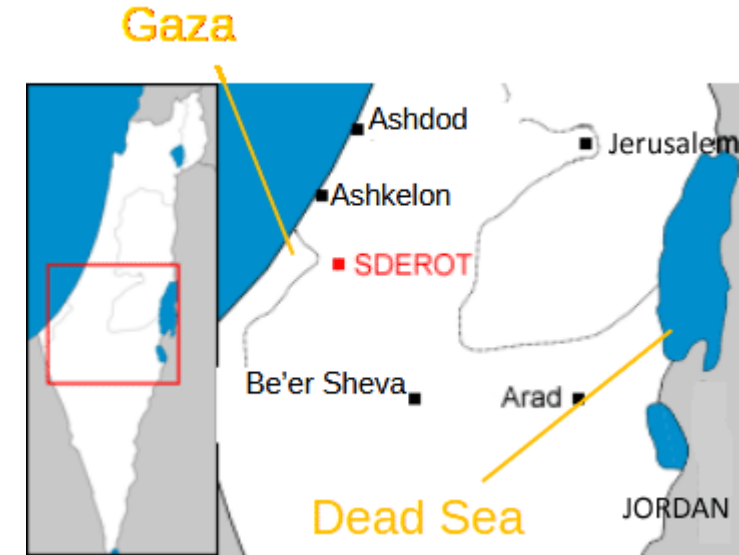 Gaza
Ashdod
Jerusalem
Ashkelon
SDEROT
Be’er Sheva
Arad
Dead Sea
JORDAN